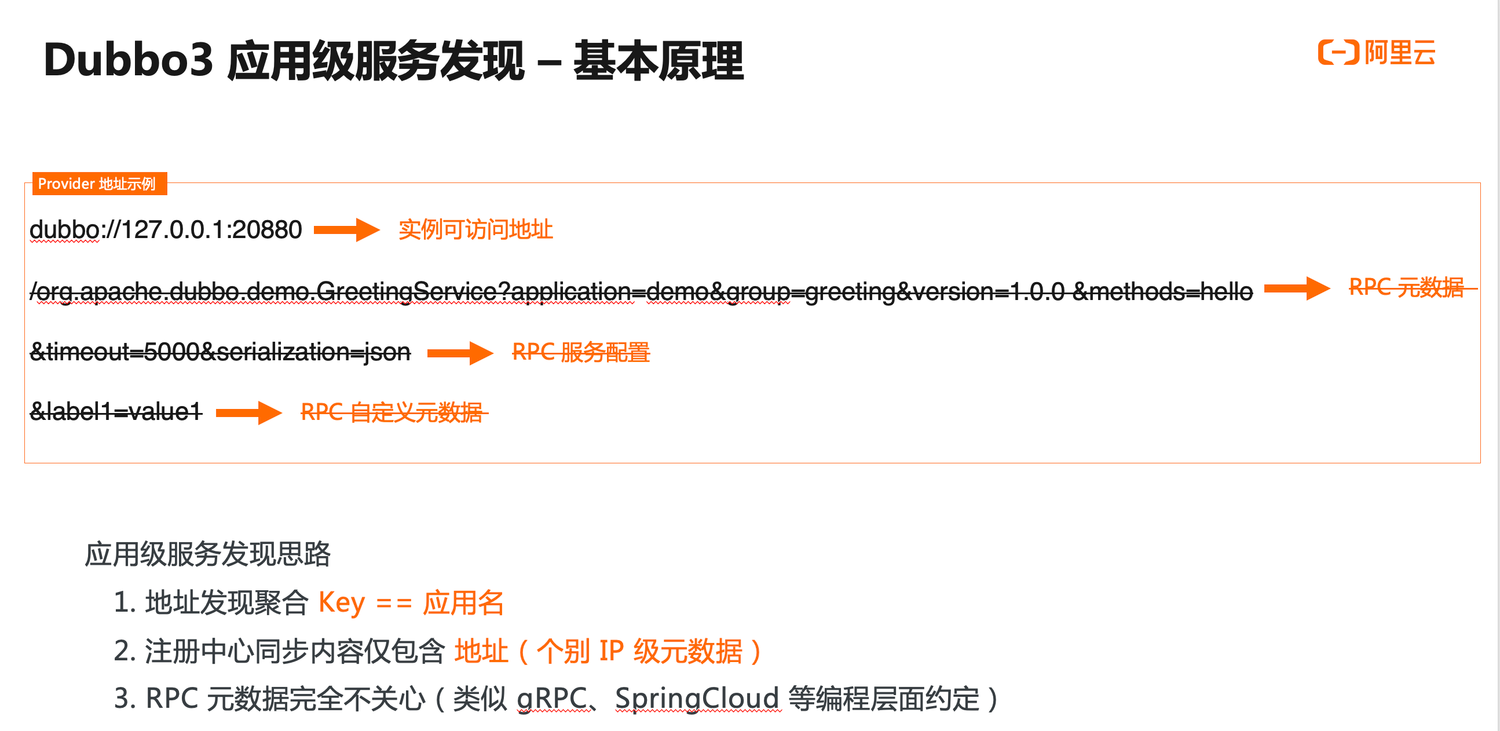 Dubbo3 应用级服务发现 – 基本原理
阿里云
Provider 地址示例
dubbo://127.0.0.1:20880 实例可访问地址
/org.apache.dubbo.demo.GreetingService?application=demo&group=greeting&version=1.0.0 &methods=hello RPC 元数据
&timeout=5000&serialization=json RPC 服务配置
&label1=value1 RPC 自定义元数据
应用级服务发现思路
1. 地址发现聚合 Key == 应用名
2. 注册中心同步内容仅包含 地址（个别 IP 级元数据）
3. RPC 元数据完全不关心（类似 gRPC、SpringCloud 等编程层面约定）